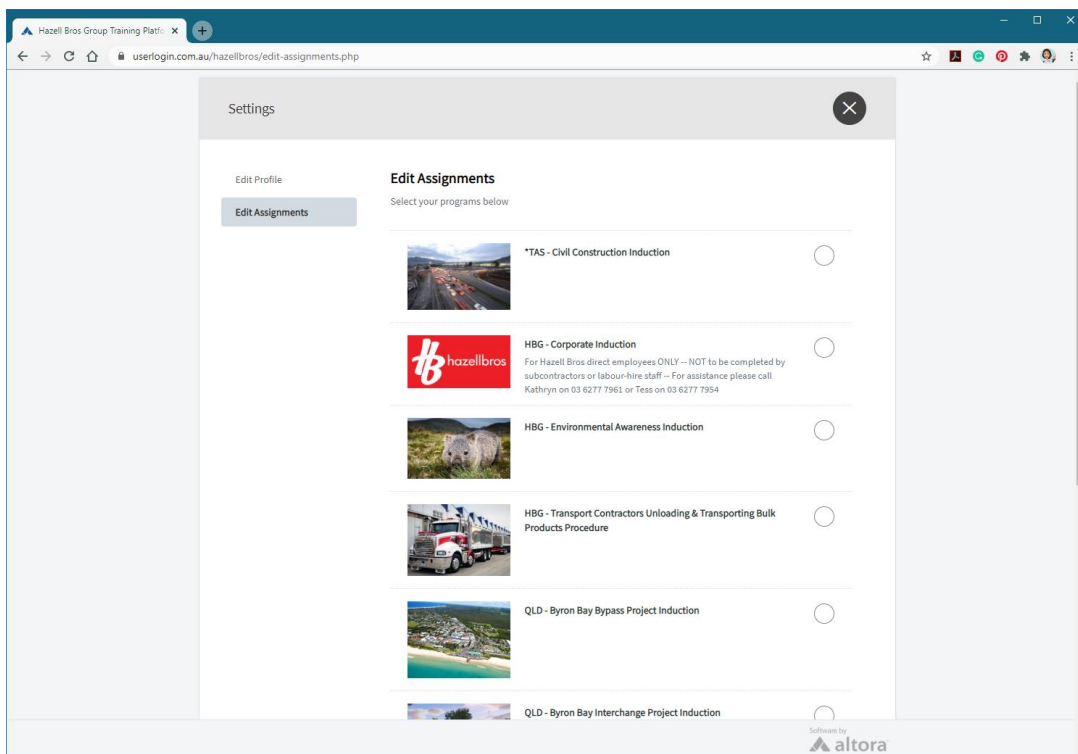 Hazell Bros Group Training Platfo
userlogin.com.au/hazellbros/edit-assignments.php
Settings
Edit Profile
Edit Assignments
Edit Assignments
Select your programs below
*TAS - Civil Construction Induction
hb hazellbros
HBG - Corporate Induction
For Hazell Bros direct employees ONLY -- NOT to be completed by
subcontractors or labour-hire staff -- For assistance please call
Kathryn on 03 6277 7961 or Tess on 03 6277 7954
HBG - Environmental Awareness Induction
HBG - Transport Contractors Unloading & Transporting Bulk
Products Procedure
QLD - Byron Bay Bypass Project Induction
QLD - Byron Bay Interchange Project Induction
Software by
altora